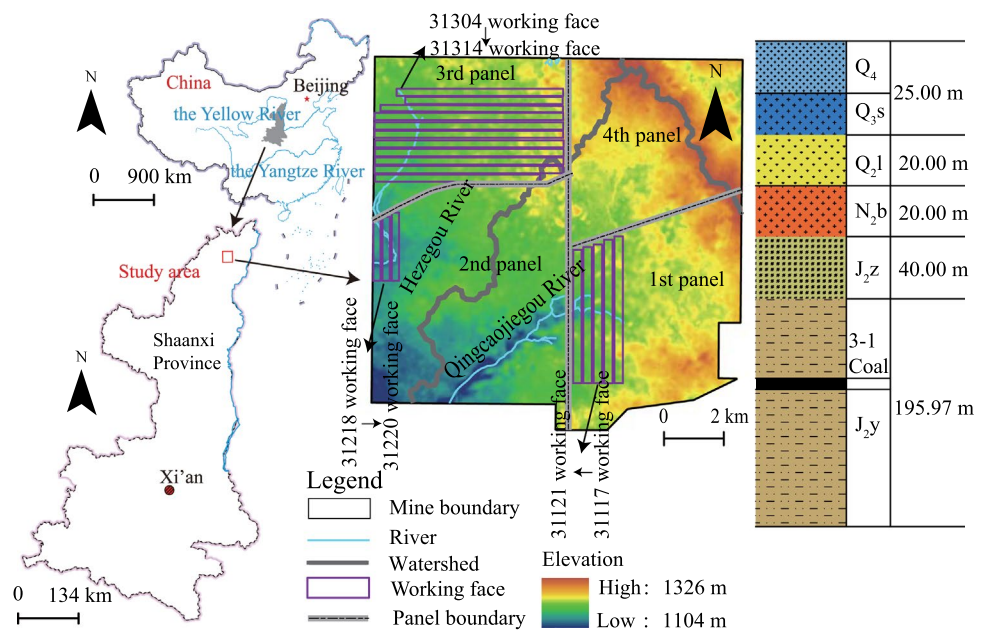 31304 working face
31314 working face
N
China
Beijing
the Yellow River
the Yangtze River
0 900 km
3rd panel
N
4th panel
Hezegou River
2nd panel
Qingcaojiegou River
1st panel
0 2 km
Study area
N
Shaanxi
Province
Xi’an
0 134 km
31218 working face
31220 working face
31121 working face
31117 working face
Legend
Mine boundary
River
Watershed
Working face
Panel boundary
Elevation
High: 1326 m
Low : 1104 m
Q4
25.00 m
Q3s
Q2l 20.00 m
N2b 20.00 m
J2z 40.00 m
3-1
Coal
195.97 m
J2y